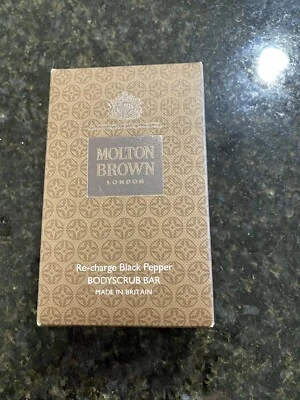 MOLTON
BROWN
LONDON
Re-charge Black Pepper
BODYSCRUB BAR
MADE IN BRITAIN